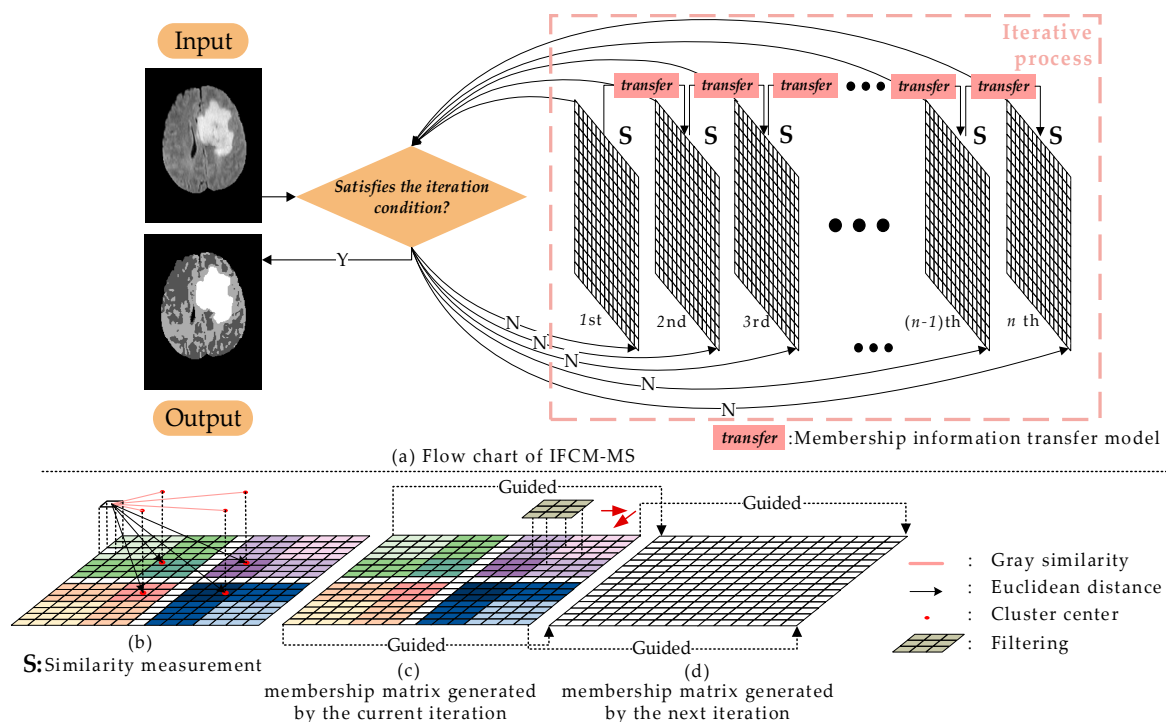 Input
Iterative
process
transfer
transfer
transfer
transfer
transfer
S
S
S
S
S
Satisfies the iteration
condition?
Y
1st
2nd
3rd
(n-1)th
n th
N
N
N
N
N
Output
transfer :Membership information transfer model
(a) Flow chart of IFCM-MS
Guided
Guided
: Gray similarity
: Euclidean distance
: Cluster center
: Filtering
Guided
Guided
(b)
(c)
(d)
S:Similarity measurement
membership matrix generated
by the current iteration
membership matrix generated
by the next iteration